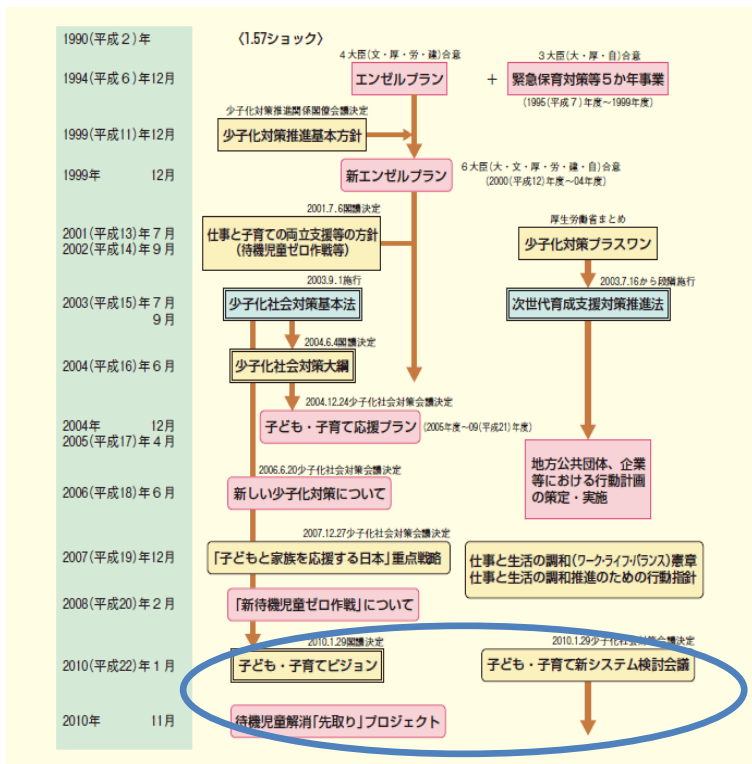 1990(平成2)年
〈1.57ショック〉
4大臣(文・厚・労・建)合意
3大臣(大・厚・自)合意
1994(平成6)年12月
エンゼルプラン
+
緊急保育対策等5か年事業
(1995(平成7)年度~1999年度)
少子化対策推進関係閣僚会議決定
1999(平成11)年12月
少子化対策推進基本方針
1999年 12月
新エンゼルプラン
6大臣(大・文・厚・労・建・自)合意
(2000(平成12)年度~04年度)
2001.7.6閣議決定
厚生労働省まとめ
2001(平成13)年7月
2002(平成14)年9月
仕事と子育ての両立支援等の方針
(待機児童ゼロ作戦等)
少子化対策プラスワン
2003.9.1施行
2003.7.16から段階施行
2003(平成15)年7月
9月
少子化社会対策基本法
次世代育成支援対策推進法
2004.6.4閣議決定
2004(平成16)年6月
少子化社会対策大綱
2004.12.24少子化社会対策会議決定
2004年 12月
2005(平成17)年4月
子ども・子育て応援プラン
(2005年度~09(平成21)年度)
地方公共団体、企業
等における行動計画
の策定・実施
2006.6.20少子化社会対策会議決定
2006(平成18)年6月
新しい少子化対策について
2007.12.27少子化社会対策会議決定
2007(平成19)年12月
「子どもと家族を応援する日本」重点戦略
仕事と生活の調和(ワーク・ライフ・バランス)憲章
仕事と生活の調和推進のための行動指針
2008(平成20)年2月
「新待機児童ゼロ作戦」について
2010.1.29閣議決定
2010.1.29少子化社会対策会議決定
2010(平成22)年1月
子ども・子育てビジョン
子ども・子育て新システム検討会議
2010年 11月
待機児童解消「先取り」プロジェクト